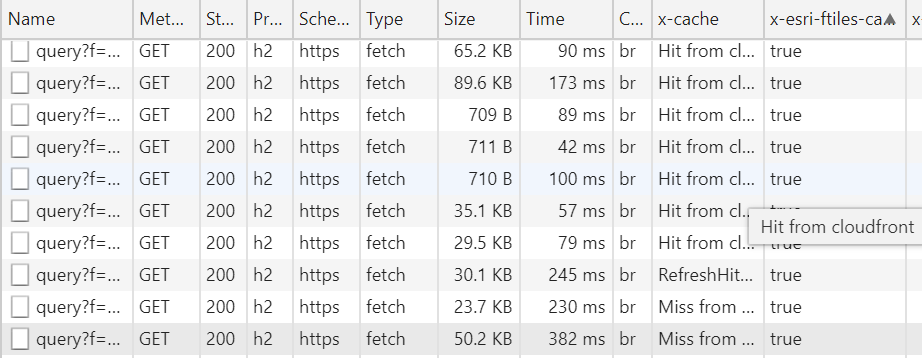 Name Met... St... Pr... Sche... Type Size Time C... x-cache x-esri-ftiles-ca...
query?f=... GET 200 h2 https fetch 65.2 KB 90 ms br Hit from cl... true
query?f=... GET 200 h2 https fetch 89.6 KB 173 ms br Hit from cl... true
query?f=... GET 200 h2 https fetch 709 B 89 ms br Hit from cl... true
query?f=... GET 200 h2 https fetch 711 B 42 ms br Hit from cl... true
query?f=... GET 200 h2 https fetch 710 B 100 ms br Hit from cl... true
query?f=... GET 200 h2 https fetch 35.1 KB 57 ms br Hit from cl... true
Hit from cloudfront
query?f=... GET 200 h2 https fetch 29.5 KB 79 ms br Hit from cl... true
query?f=... GET 200 h2 https fetch 30.1 KB 245 ms br RefreshHit... true
query?f=... GET 200 h2 https fetch 23.7 KB 230 ms br Miss from ... true
query?f=... GET 200 h2 https fetch 50.2 KB 382 ms br Miss from ... true